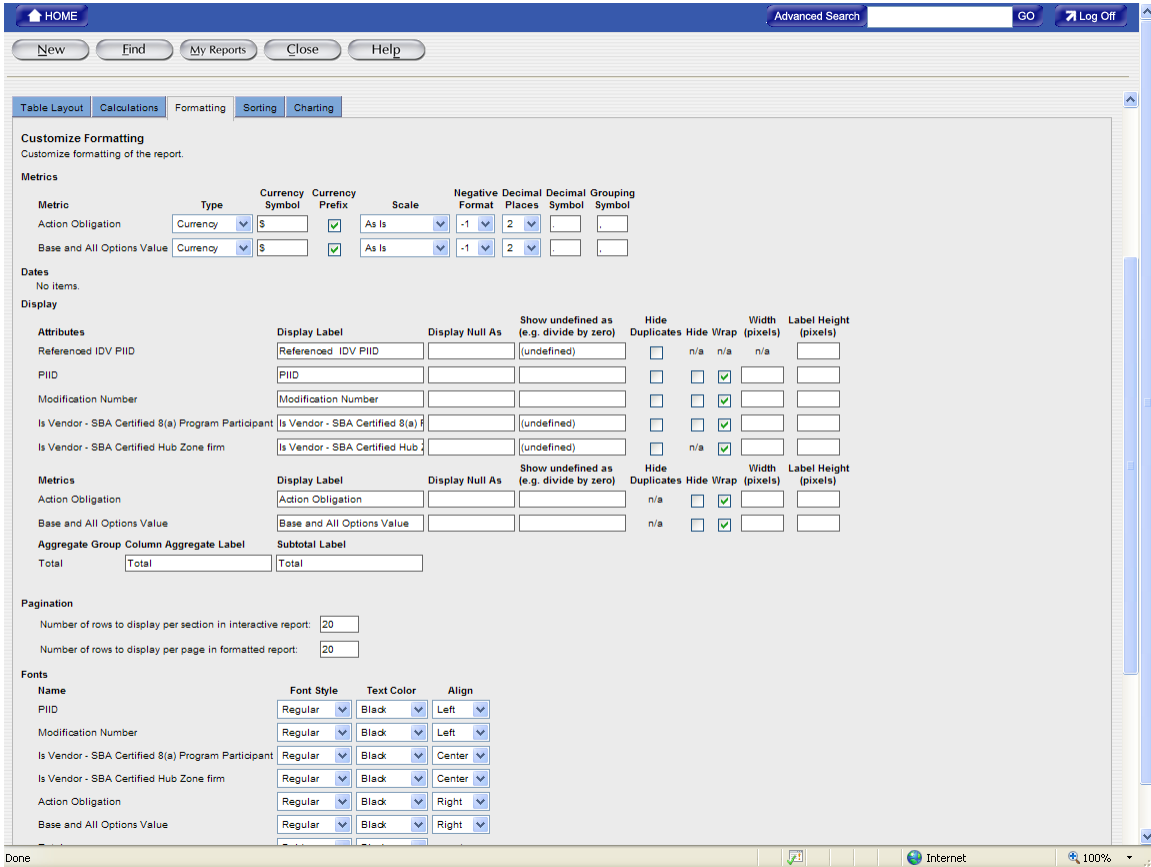 HOME Advanced Search GO Log Off
New Find My Reports Close Help
Table Layout Calculations Formatting Sorting Charting
Customize Formatting
Customize formatting of the report.
Metrics
Currency Currency Negative Decimal Decimal Grouping
Metric Type Symbol Prefix Scale Format Places Symbol Symbol
Action Obligation Currency $ As Is -1 2 . ,
Base and All Options Value Currency $ As Is -1 2 . ,
Dates
No items.
Display
Show undefined as Hide Width Label Height
Attributes Display Label Display Null As (e.g. divide by zero) Duplicates Hide Wrap (pixels) (pixels)
Referenced IDV PIID Referenced IDV PIID (undefined) n/a n/a n/a
PIID PIID
Modification Number Modification Number
Is Vendor - SBA Certified 8(a) Program Participant Is Vendor - SBA Certified 8(a) (undefined)
Is Vendor - SBA Certified Hub Zone firm Is Vendor - SBA Certified Hub (undefined) n/a
Show undefined as Hide Width Label Height
Metrics Display Label Display Null As (e.g. divide by zero) Duplicates Hide Wrap (pixels) (pixels)
Action Obligation Action Obligation n/a
Base and All Options Value Base and All Options Value n/a
Aggregate Group Column Aggregate Label Subtotal Label
Total Total Total
Pagination
Number of rows to display per section in interactive report: 20
Number of rows to display per page in formatted report: 20
Fonts
Name Font Style Text Color Align
PIID Regular Black Left
Modification Number Regular Black Left
Is Vendor - SBA Certified 8(a) Program Participant Regular Black Center
Is Vendor - SBA Certified Hub Zone firm Regular Black Center
Action Obligation Regular Black Right
Base and All Options Value Regular Black Right
Done Internet 100%